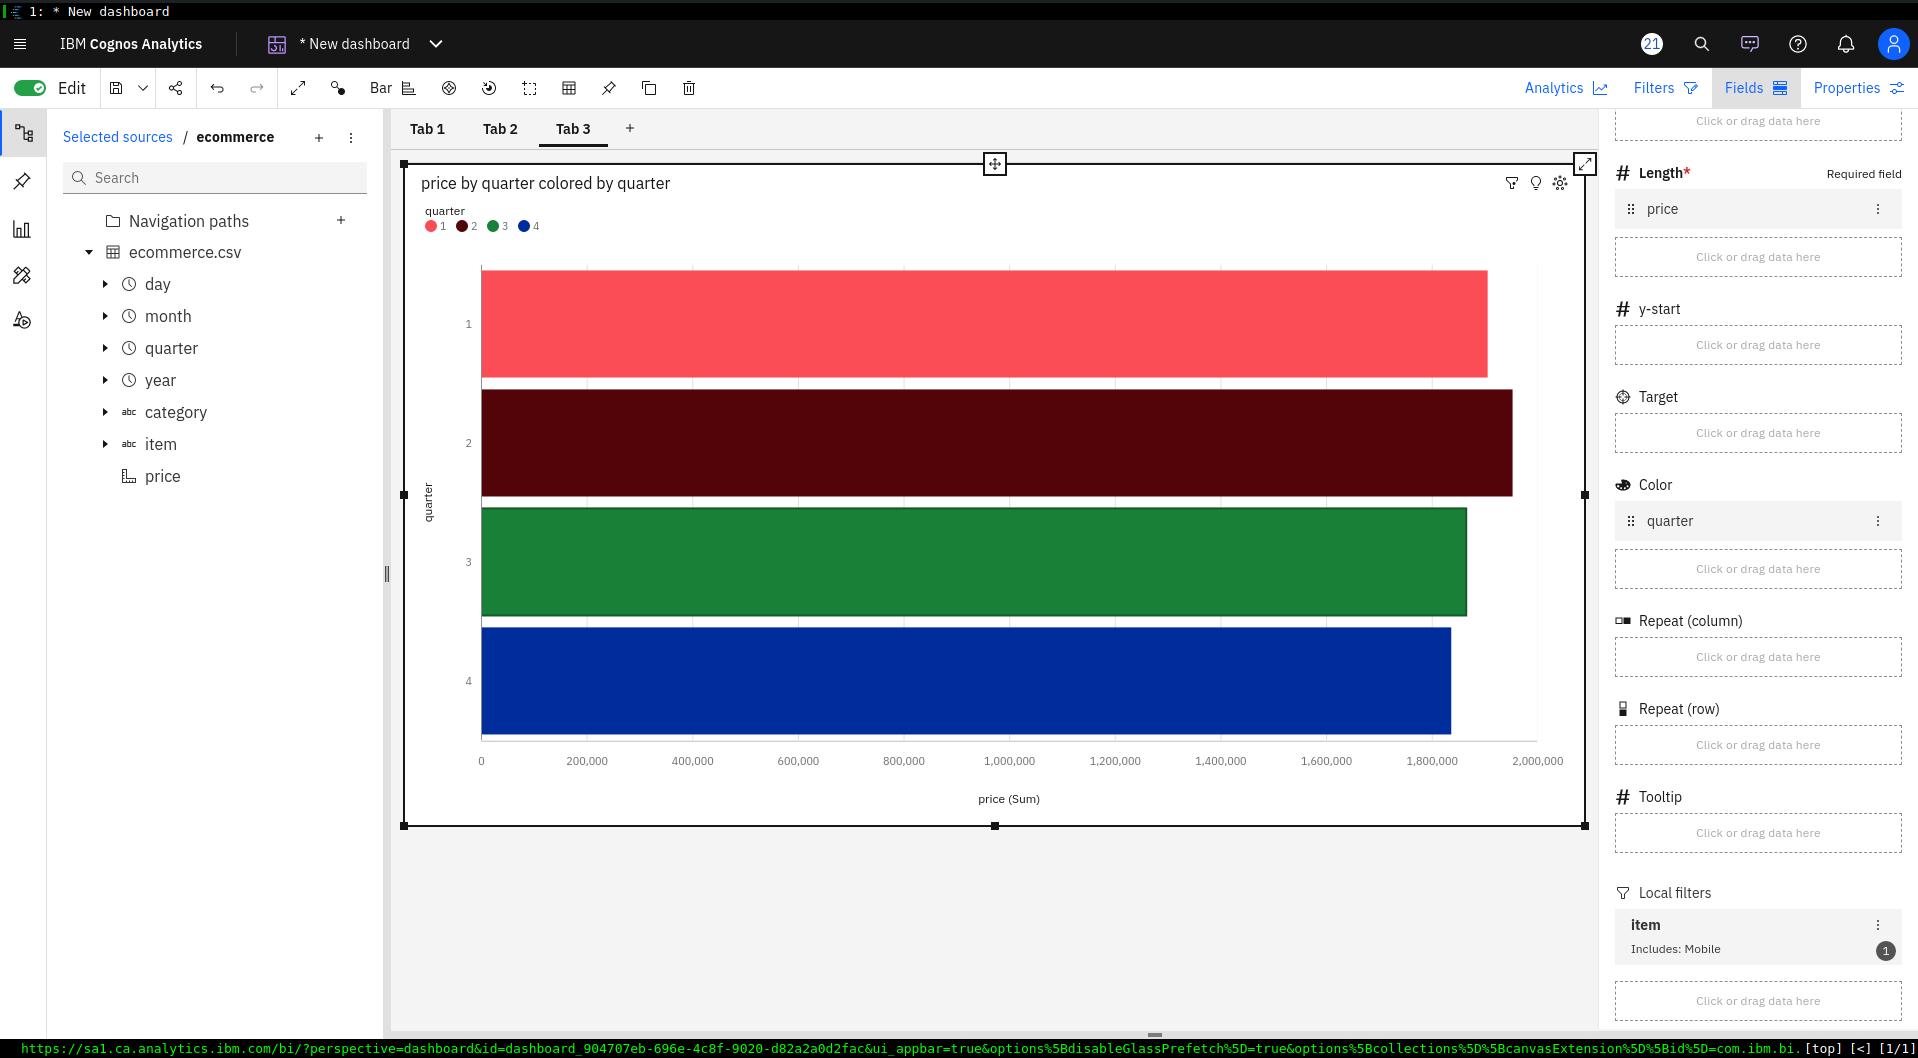 1: * New dashboard
IBM Cognos Analytics
* New dashboard
21
Edit
Bar
Analytics
Filters
Fields
Properties
Selected sources / ecommerce
Search
Navigation paths
ecommerce.csv
day
month
quarter
year
abc category
abc item
price
Tab 1
Tab 2
Tab 3
price by quarter colored by quarter
quarter
1 2 3 4
quarter
1
2
3
4
0 200,000 400,000 600,000 800,000 1,000,000 1,200,000 1,400,000 1,600,000 1,800,000 2,000,000
price (Sum)
Click or drag data here
# Length* Required field
price
Click or drag data here
# y-start
Click or drag data here
Target
Click or drag data here
Color
quarter
Click or drag data here
Repeat (column)
Click or drag data here
Repeat (row)
Click or drag data here
# Tooltip
Click or drag data here
Local filters
item
Includes: Mobile
1
Click or drag data here
https://sa1.ca.analytics.ibm.com/bi/?perspective=dashboard&id=dashboard_904707eb-696e-4c8f-9020-d82a2a0d2fac&ui_appbar=true&options%5BdisableGlassPrefetch%5D=true&options%5Bcollections%5D%5BcanvasExtension%5D%5Bid%5D=com.ibm.bi. [top] [<] [1/1]